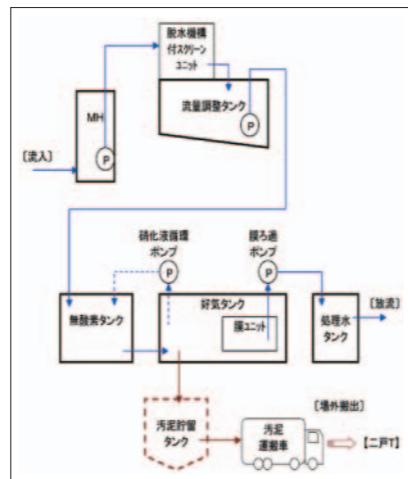 脱水機構
付スクリーン
ユニット
流量調整タンク
MH
P
P
〔流入〕
硝化液循環
ポンプ
膜ろ過
ポンプ
P
P
好気タンク
〔放流〕
無酸素タンク
膜ユニット
処理水
タンク
〔場外搬出〕
汚泥貯留
タンク
汚泥
運搬車
【二戸T】